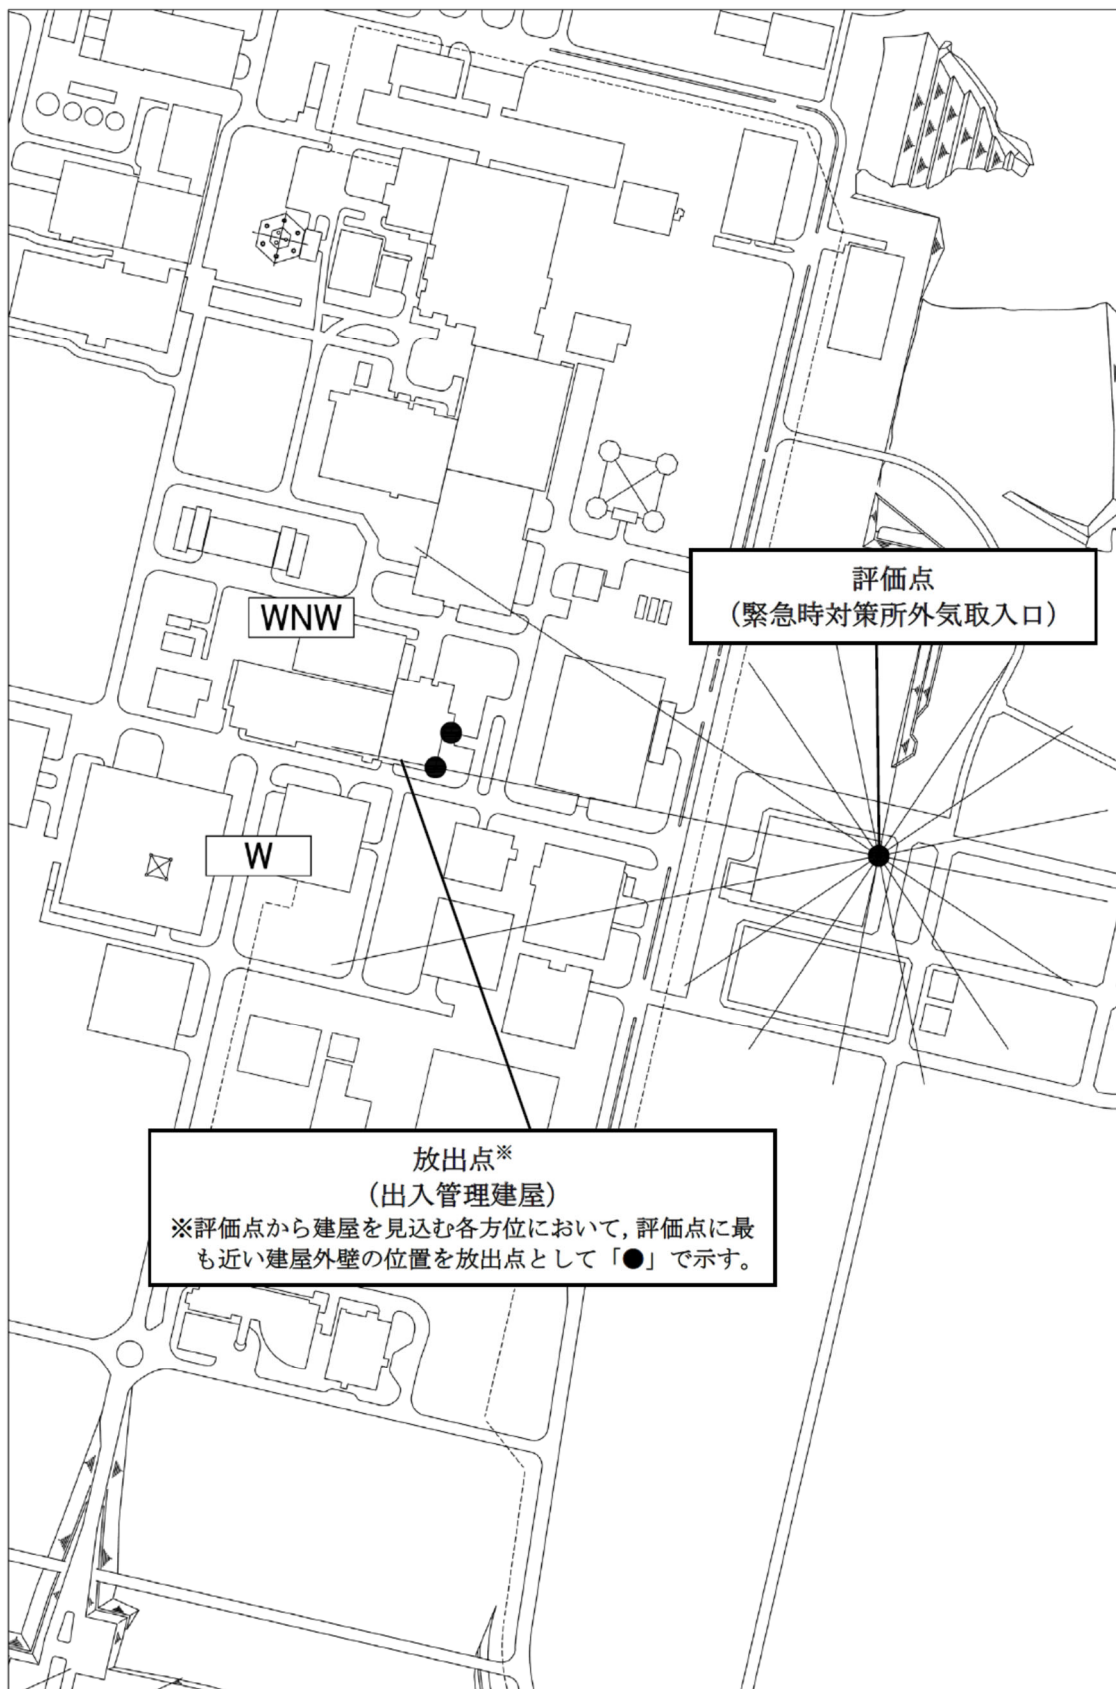 評価点
（緊急時対策所外気取入口）
WNW
W
放出点※
（出入管理建屋）
※評価点から建屋を見込む各方位において，評価点に最
も近い建屋外壁の位置を放出点として「●」で示す。